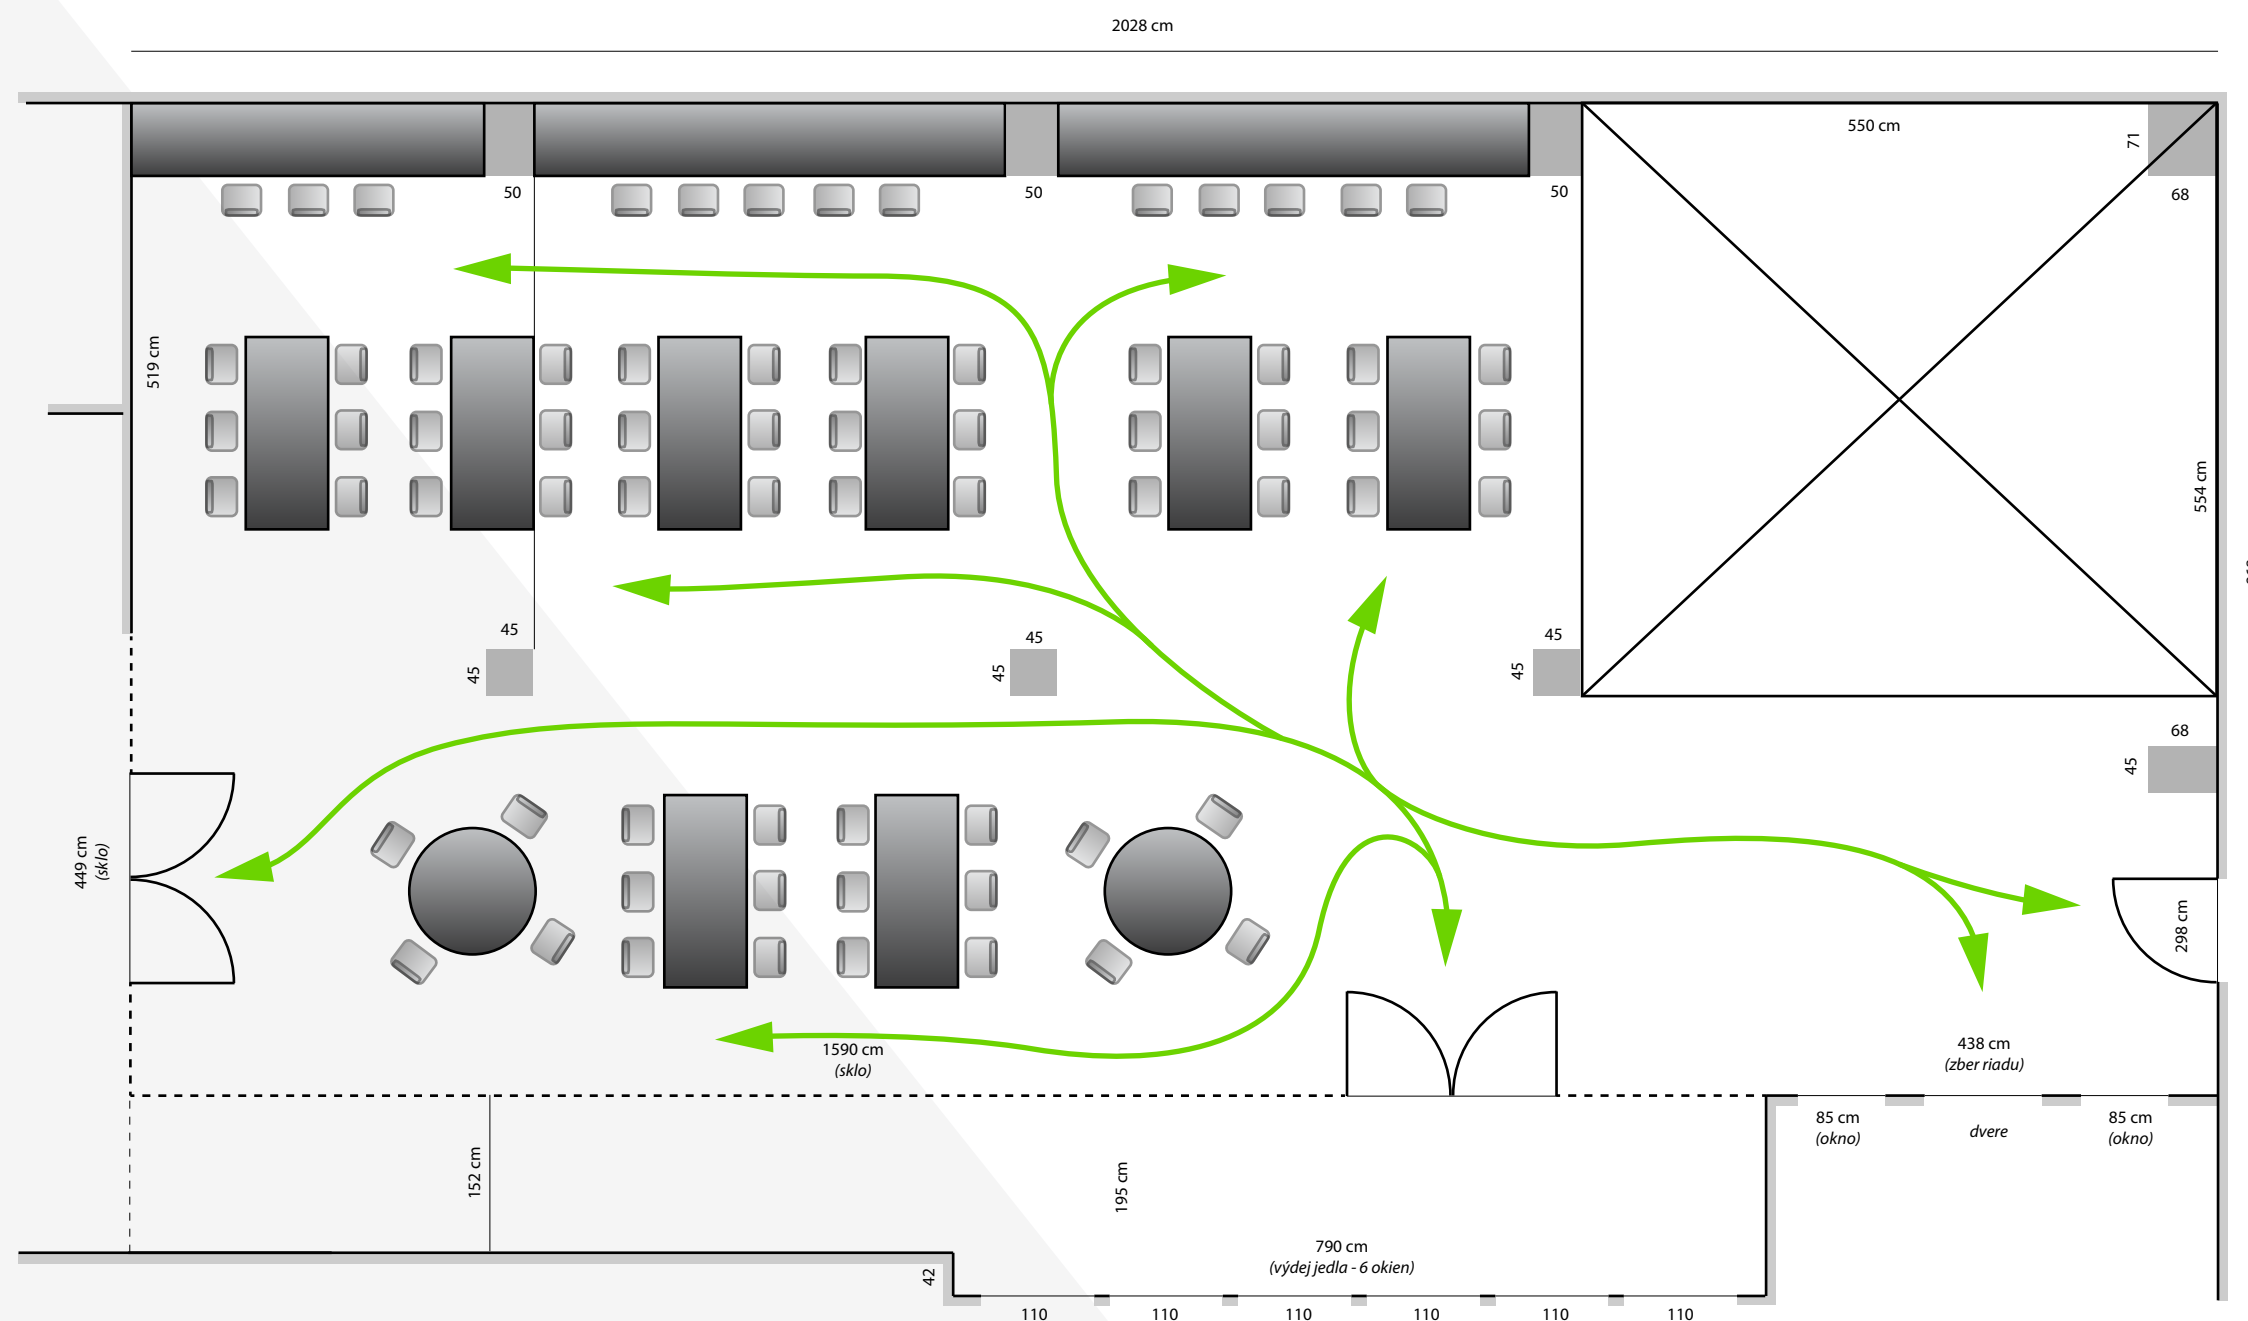 2028 cm
550 cm
71
68
50
50
50
519 cm
554 cm
45
45
45
45
45
45
68
45
449 cm
(sklo)
298 cm
1590 cm
(sklo)
438 cm
(zber riadu)
85 cm
(okno)
dvere
85 cm
(okno)
152 cm
195 cm
790 cm
(výdej jedla - 6 okien)
42
110
110
110
110
110
110